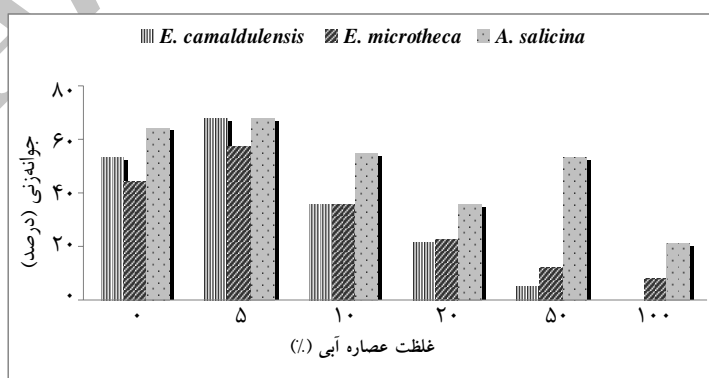 E. camaldulensis E. microtheca A. salicina
جوانه‌زنی (درصد)
۸۰
۶۰
۴۰
۲۰
۰
۰ ۵ ۱۰ ۲۰ ۵۰ ۱۰۰
غلظت عصاره آبی (٪)